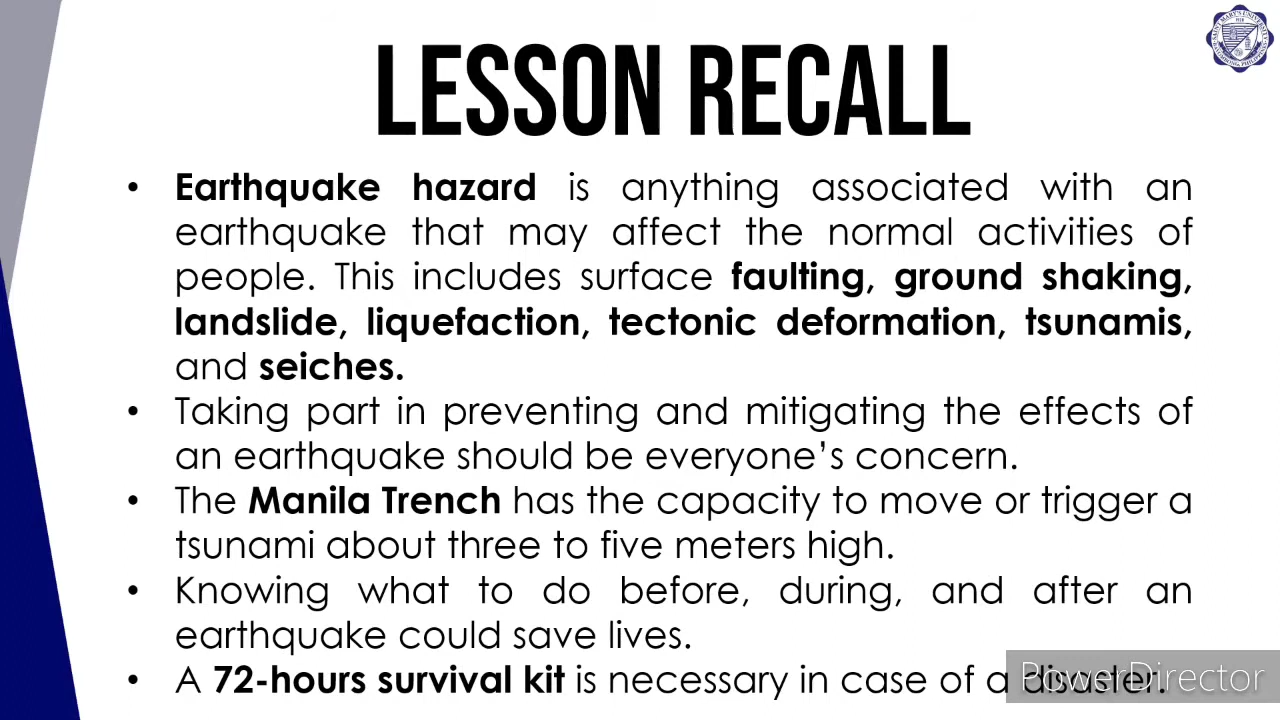 LESSON RECALL
• Earthquake hazard is anything associated with an
earthquake that may affect the normal activities of
people. This includes surface faulting, ground shaking,
landslide, liquefaction, tectonic deformation, tsunamis,
and seiches.
• Taking part in preventing and mitigating the effects of
an earthquake should be everyone’s concern.
• The Manila Trench has the capacity to move or trigger a
tsunami about three to five meters high.
• Knowing what to do before, during, and after an
earthquake could save lives.
• A 72-hours survival kit is necessary in case of a disaster.
PowerDirector